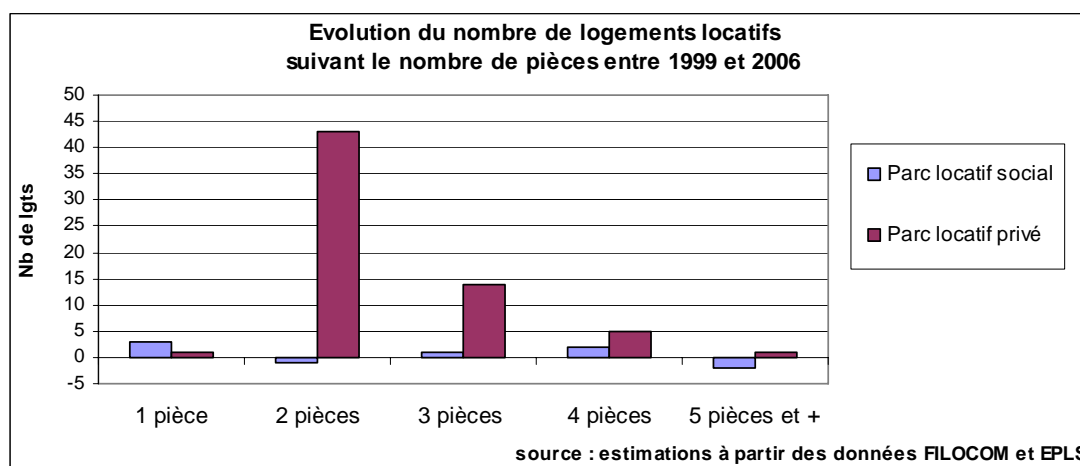 Evolution du nombre de logements locatifs
suivant le nombre de pièces entre 1999 et 2006
50
45
40
35
30
25
20
15
10
5
0
-5
Nb de lgts
1 pièce 2 pièces 3 pièces 4 pièces 5 pièces et +
Parc locatif social
Parc locatif privé
source : estimations à partir des données FILOCOM et EPLS